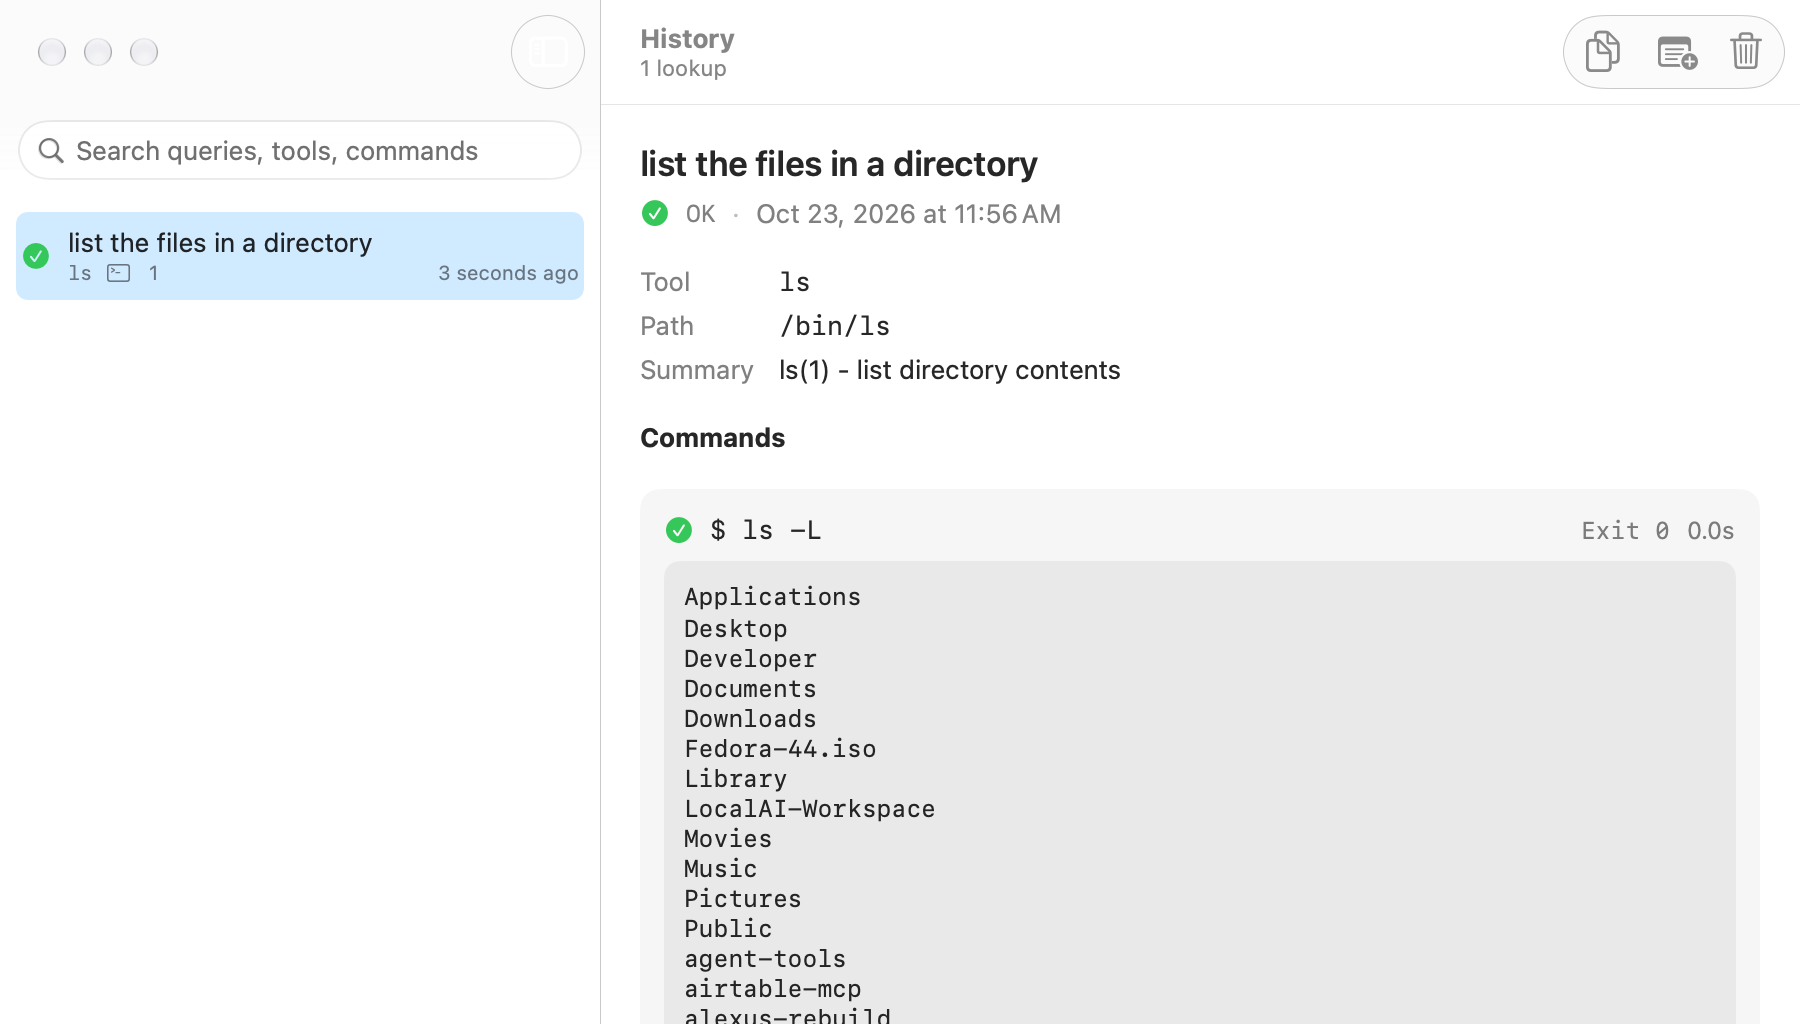 Search queries, tools, commands
list the files in a directory
ls 1 3 seconds ago
History
1 lookup
list the files in a directory
OK · Oct 23, 2026 at 11:56 AM
Tool ls
Path /bin/ls
Summary ls(1) - list directory contents
Commands
$ ls -L Exit 0 0.0s
Applications
Desktop
Developer
Documents
Downloads
Fedora-44.iso
Library
LocalAI-Workspace
Movies
Music
Pictures
Public
agent-tools
airtable-mcp
alexus-rebuild